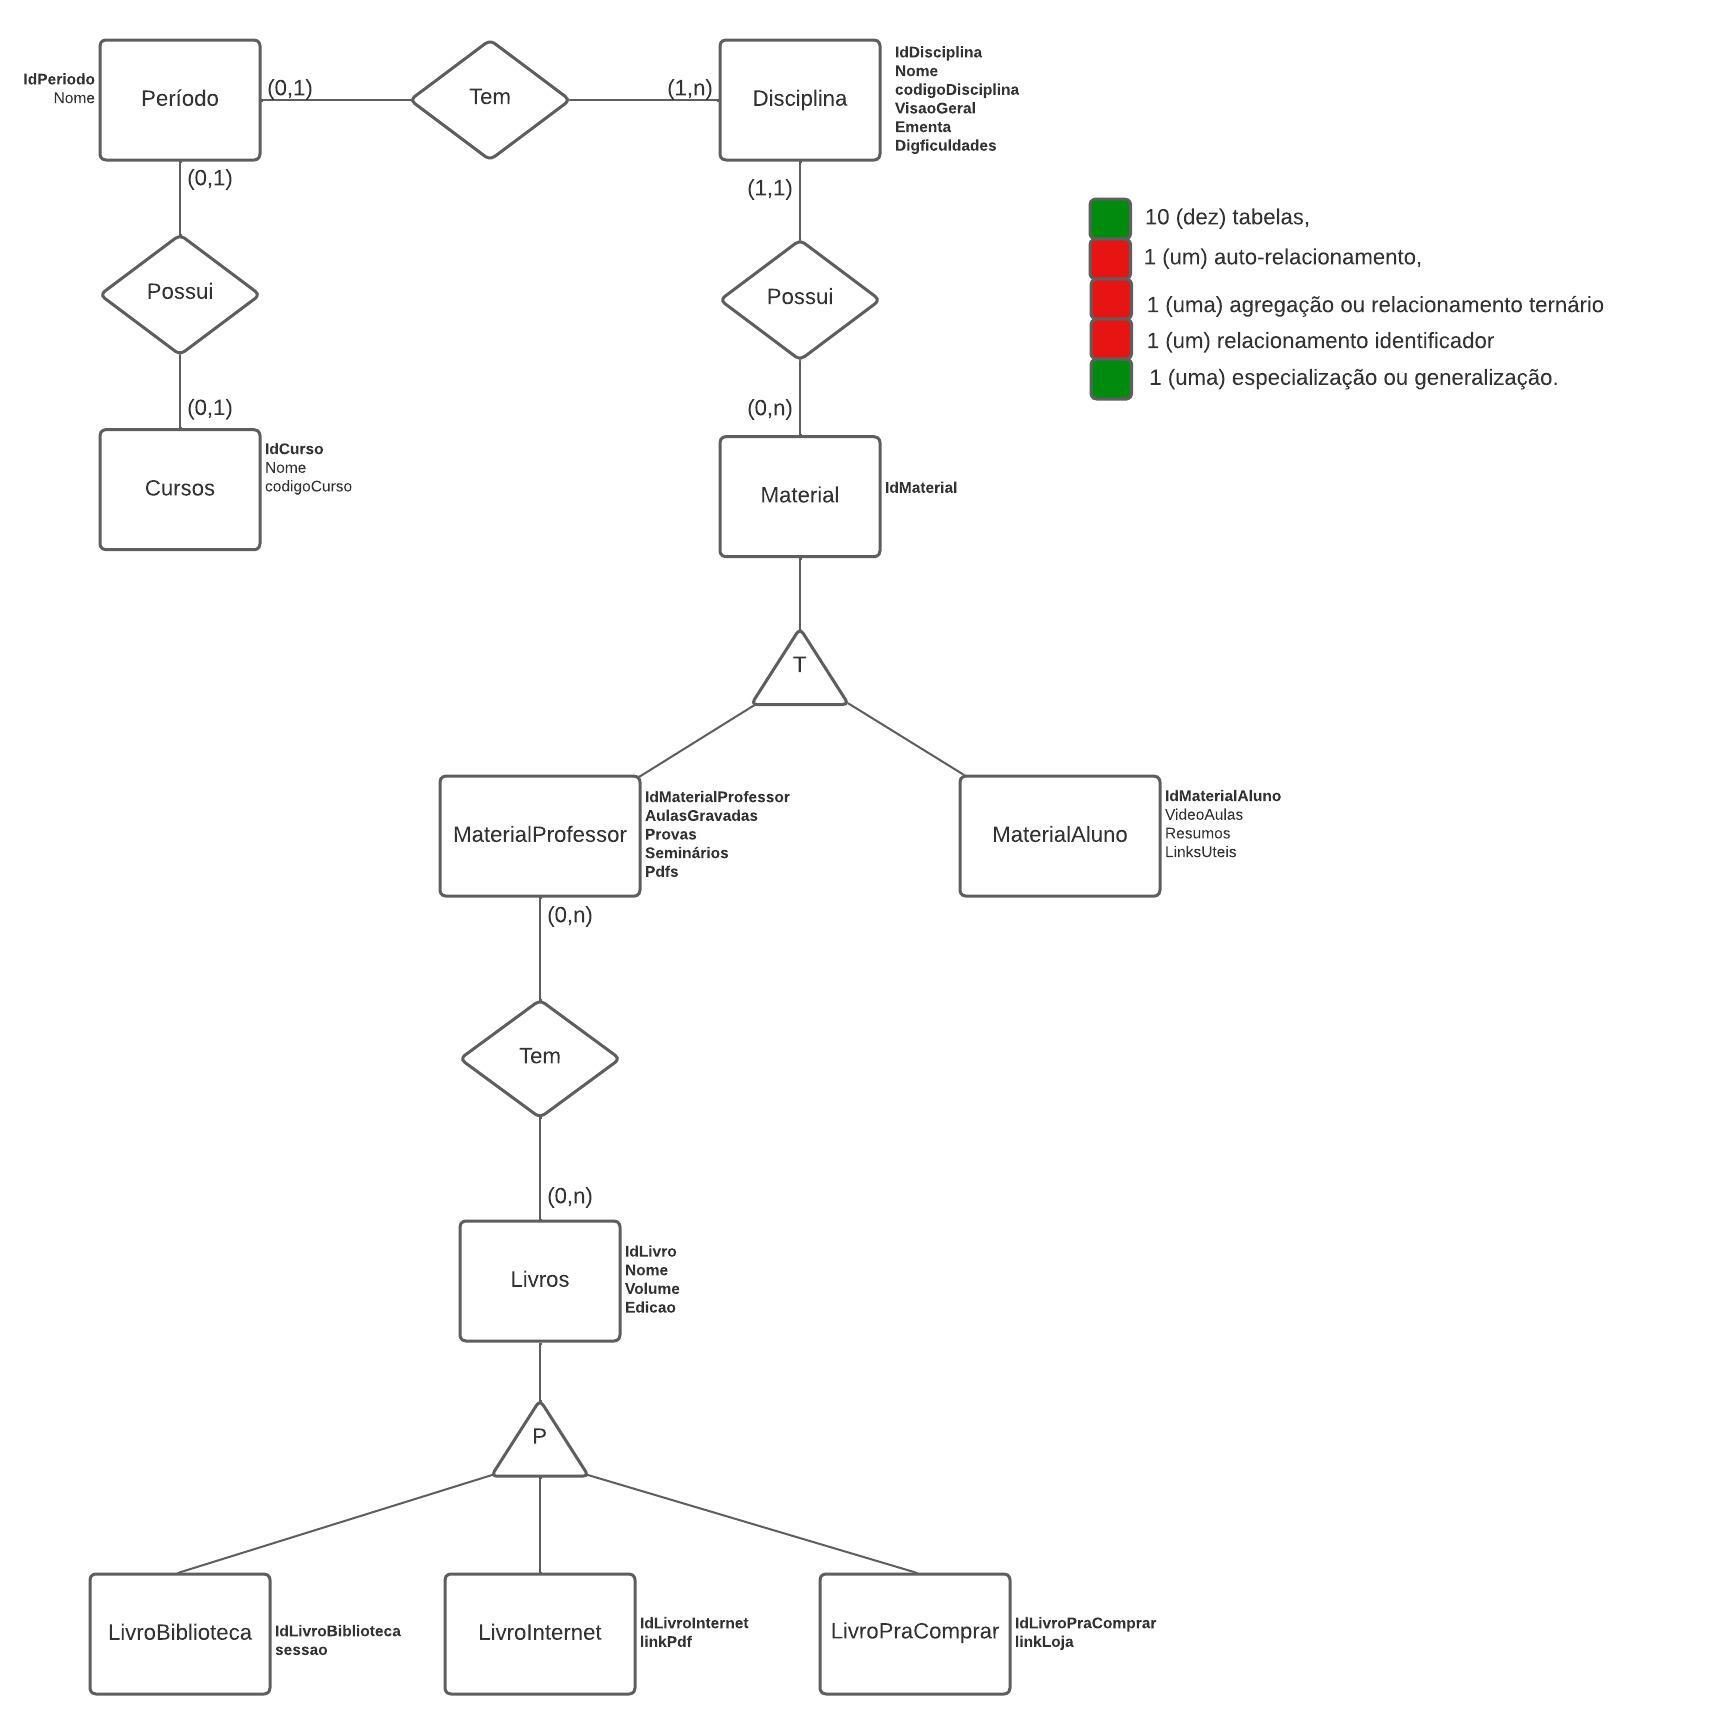 IdPeriodo
Nome
Período
(0,1)
Tem
(1,n)
Disciplina
IdDisciplina
Nome
codigoDisciplina
VisaoGeral
Ementa
Digficuldades
(0,1)
Possui
(0,1)
Cursos
IdCurso
Nome
codigoCurso
(1,1)
Possui
(0,n)
Material
IdMaterial
10 (dez) tabelas,
1 (um) auto-relacionamento,
1 (uma) agregação ou relacionamento ternário
1 (um) relacionamento identificador
1 (uma) especialização ou generalização.
T
MaterialProfessor
IdMaterialProfessor
AulasGravadas
Provas
Seminários
Pdfs
MaterialAluno
IdMaterialAluno
VideoAulas
Resumos
LinksUteis
(0,n)
Tem
(0,n)
Livros
IdLivro
Nome
Volume
Edicao
P
LivroBiblioteca
IdLivroBiblioteca
sessao
LivroInternet
IdLivroInternet
linkPdf
LivroPraComprar
IdLivroPraComprar
linkLoja